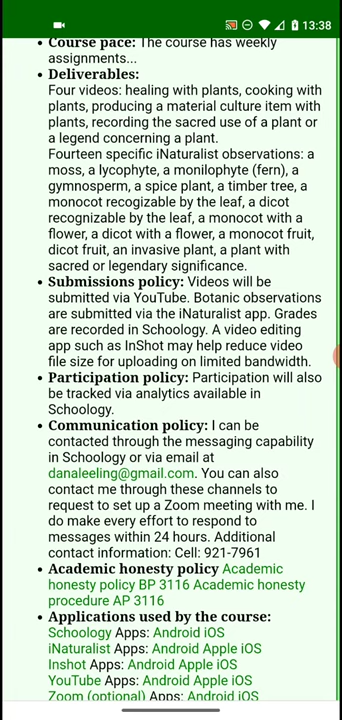 13:38
Course pace: The course has weekly
assignments...
Deliverables:
Four videos: healing with plants, cooking with
plants, producing a material culture item with
plants, recording the sacred use of a plant or
a legend concerning a plant.
Fourteen specific iNaturalist observations: a
moss, a lycophyte, a monilophyte (fern), a
gymnosperm, a spice plant, a timber tree, a
monocot recogizable by the leaf, a dicot
recognizable by the leaf, a monocot with a
flower, a dicot with a flower, a monocot fruit,
dicot fruit, an invasive plant, a plant with
sacred or legendary significance.
Submissions policy: Videos will be
submitted via YouTube. Botanic observations
are submitted via the iNaturalist app. Grades
are recorded in Schoology. A video editing
app such as InShot may help reduce video
file size for uploading on limited bandwidth.
Participation policy: Participation will also
be tracked via analytics available in
Schoology.
Communication policy: I can be
contacted through the messaging capability
in Schoology or via email at
danaleeling@gmail.com. You can also
contact me through these channels to
request to set up a Zoom meeting with me. I
do make every effort to respond to
messages within 24 hours. Additional
contact information: Cell: 921-7961
Academic honesty policy Academic
honesty policy BP 3116 Academic honesty
procedure AP 3116
Applications used by the course:
Schoology Apps: Android iOS
iNaturalist Apps: Android Apple iOS
Inshot Apps: Android Apple iOS
YouTube Apps: Android Apple iOS
Zoom (optional) Apps: Android iOS